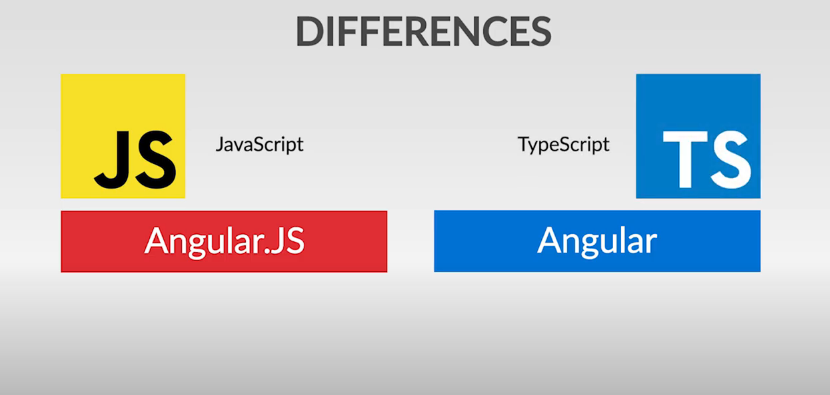 DIFFERENCES
JS
JavaScript
TypeScript
TS
Angular.JS
Angular